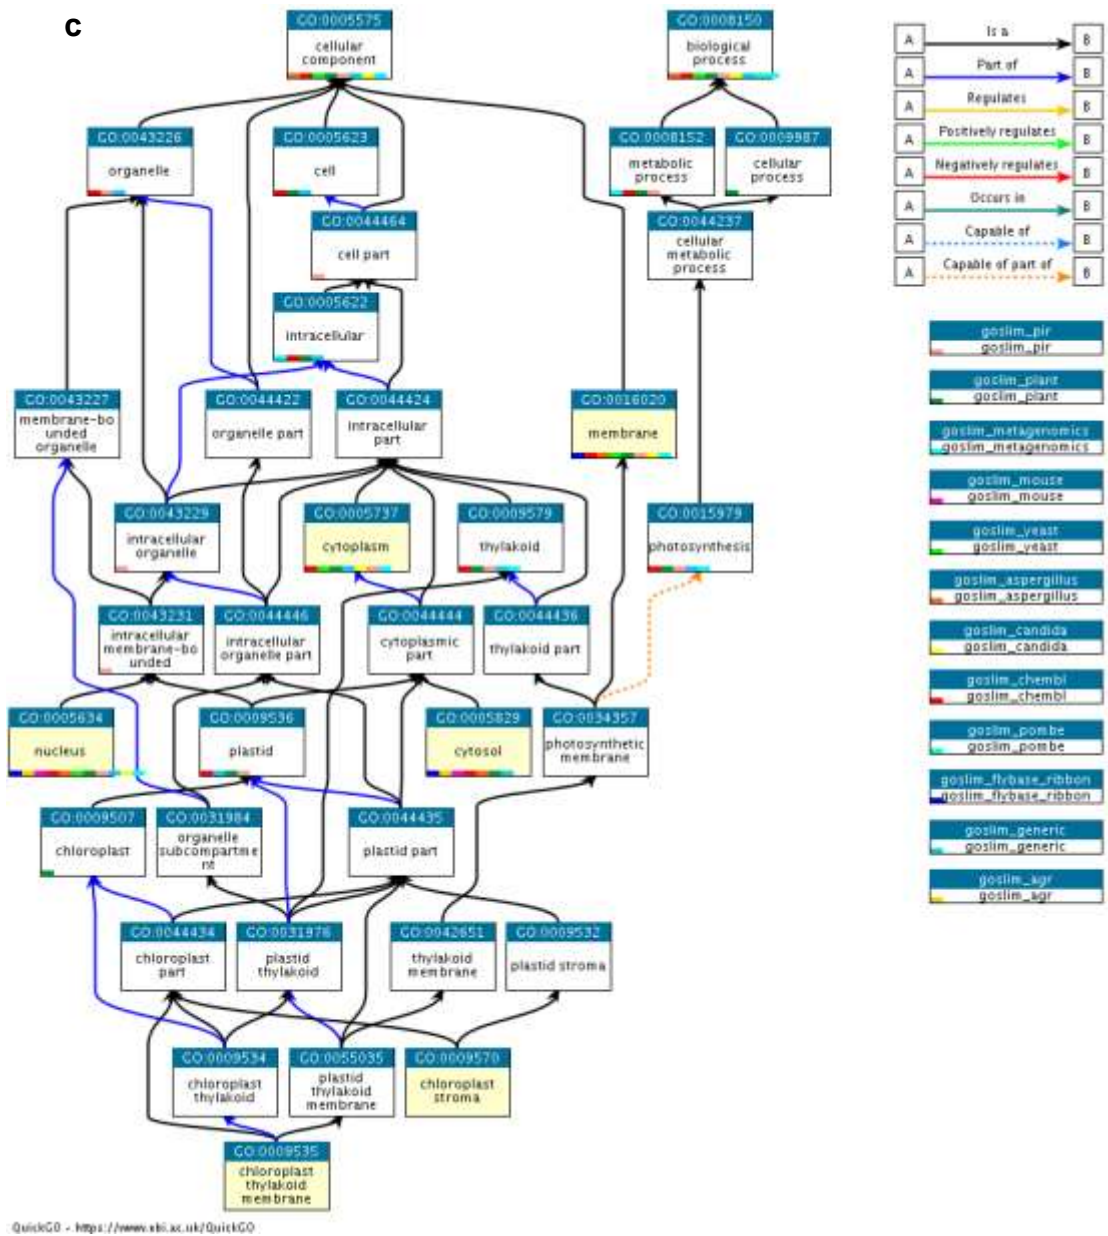 c
GO:0005575
cellular
component
GO:0008150
biological
process
GO:0043226
organelle
GO:0005623
cell
GO:0008152
metabolic
process
GO:0009987
cellular
process
GO:0044464
cell part
GO:0044237
cellular
metabolic
process
GO:0005622
intracellular
GO:0043227
membrane-bo
unded
organelle
GO:0044422
organelle part
GO:0044424
intracellular
part
GO:0016020
membrane
GO:0043229
intracellular
organelle
GO:0005737
cytoplasm
GO:0009579
thylakoid
GO:0015979
photosynthesis
GO:0043231
intracellular
membrane-bo
unded
GO:0044446
intracellular
organelle part
GO:0044444
cytoplasmic
part
GO:0044436
thylakoid part
GO:0005634
nucleus
GO:0009536
plastid
GO:0005829
cytosol
GO:0034357
photosynthetic
membrane
GO:0009507
chloroplast
GO:0031984
organelle
subcompartme
nt
GO:0044435
plastid part
GO:0044434
chloroplast
part
GO:0031976
plastid
thylakoid
GO:0042651
thylakoid
membrane
GO:0009532
plastid stroma
GO:0009534
chloroplast
thylakoid
GO:0055035
plastid
thylakoid
membrane
GO:0009570
chloroplast
stroma
GO:0009535
chloroplast
thylakoid
membrane
A Is a B
A Part of B
A Regulates B
A Positively regulates B
A Negatively regulates B
A Occurs in B
A Capable of B
A Capable of part of B
goslim_pir
goslim_pir
goslim_plant
goslim_plant
goslim_metagenomics
goslim_metagenomics
goslim_mouse
goslim_mouse
goslim_yeast
goslim_yeast
goslim_aspergillus
goslim_aspergillus
goslim_candida
goslim_candida
goslim_chembl
goslim_chembl
goslim_pombe
goslim_pombe
goslim_flybase_ribbon
goslim_flybase_ribbon
goslim_generic
goslim_generic
goslim_agr
goslim_agr
QuickGO - https://www.ebi.ac.uk/QuickGO